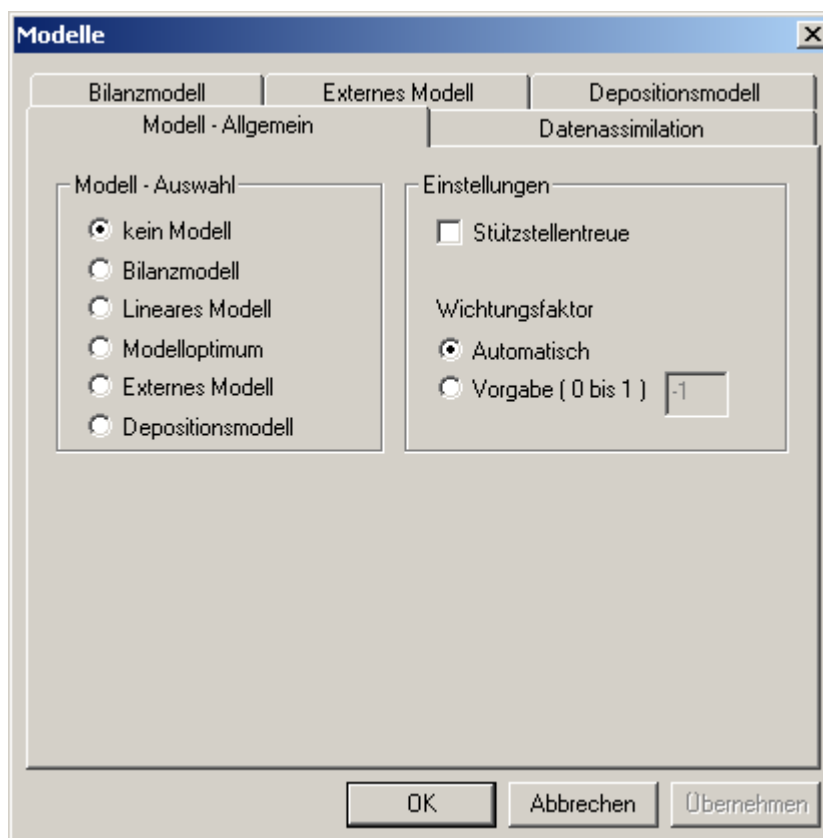 Modelle
Bilanzmodell
Externes Modell
Depositionsmodell
Modell - Allgemein
Datenassimilation
Modell - Auswahl
kein Modell
Bilanzmodell
Lineares Modell
Modelloptimum
Externes Modell
Depositionsmodell
Einstellungen
Stützstellentreue
Wichtungsfaktor
Automatisch
Vorgabe ( 0 bis 1 )
-1
OK
Abbrechen
Übernehmen